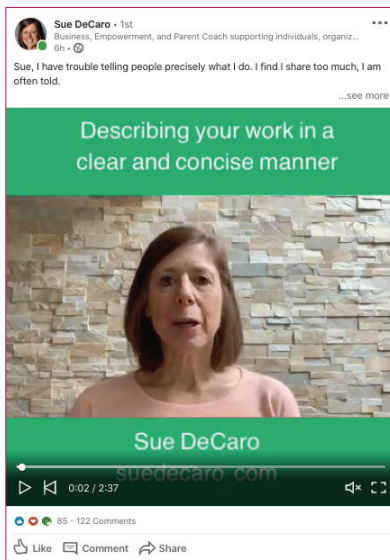 Sue DeCaro • 1st
Business, Empowerment, and Parent Coach supporting individuals, organiz...
6h •
Sue, I have trouble telling people precisely what I do. I find I share too much, I am
often told.
...see more
Describing your work in a
clear and concise manner
Sue DeCaro
suedecaro.com
0:02 / 2:37
85 · 122 Comments
Like Comment Share